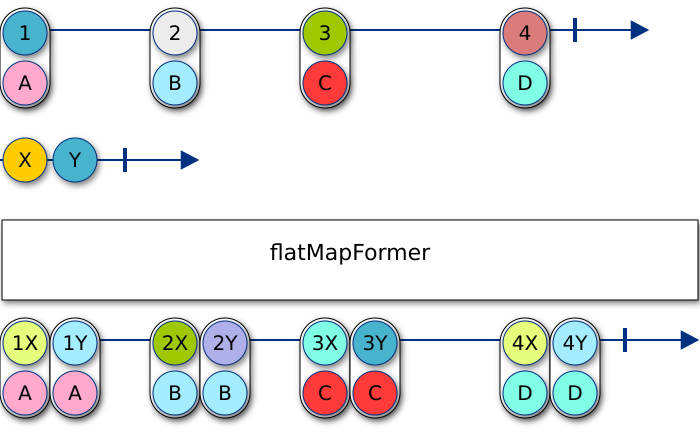 1 2 3 4
A B C D
X Y
flatMapFormer
1X 1Y 2X 2Y 3X 3Y 4X 4Y
A A B B C C D D